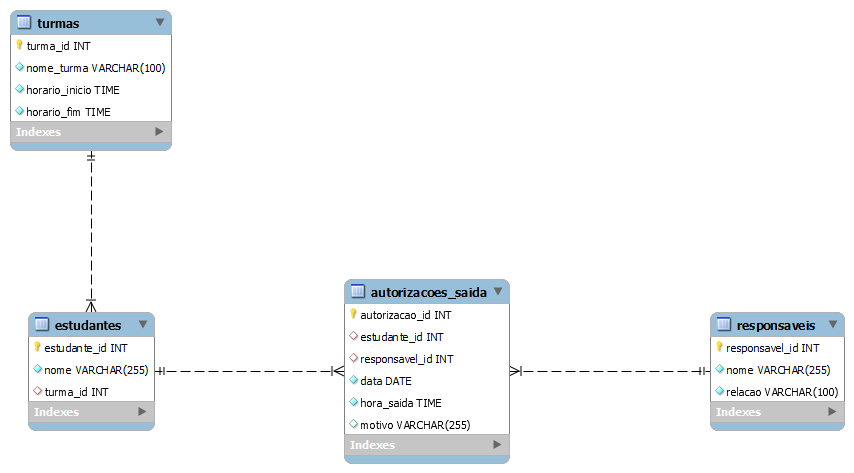 turmas
turma_id INT
nome_turma VARCHAR(100)
horario_inicio TIME
horario_fim TIME
Indexes
estudantes
estudante_id INT
nome VARCHAR(255)
turma_id INT
Indexes
autorizacoes_saida
autorizacao_id INT
estudante_id INT
responsavel_id INT
data DATE
hora_saida TIME
motivo VARCHAR(255)
Indexes
responsaveis
responsavel_id INT
nome VARCHAR(255)
relacao VARCHAR(100)
Indexes